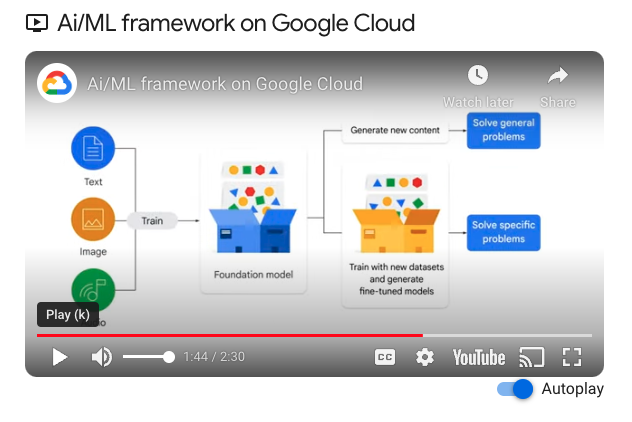 Ai/ML framework on Google Cloud
Ai/ML framework on Google Cloud
Watch later
Share
Generate new content
Solve general
problems
Text
Train
Image
Foundation model
Train with new datasets
and generate
fine-tuned models
Solve specific
problems
Play (k)
1:44 / 2:30
CC
YouTube
Autoplay